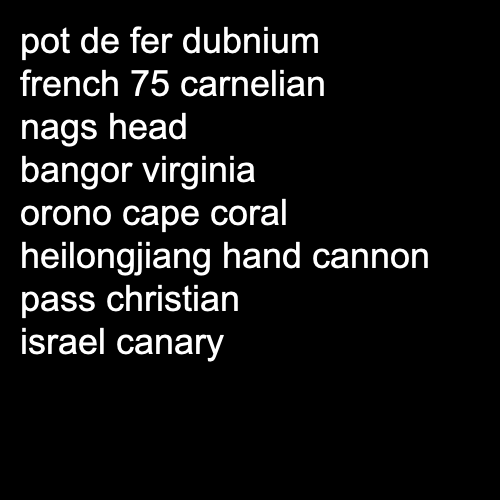 pot de fer dubnium
french 75 carnelian
nags head
bangor virginia
orono cape coral
heilongjiang hand cannon
pass christian
israel canary